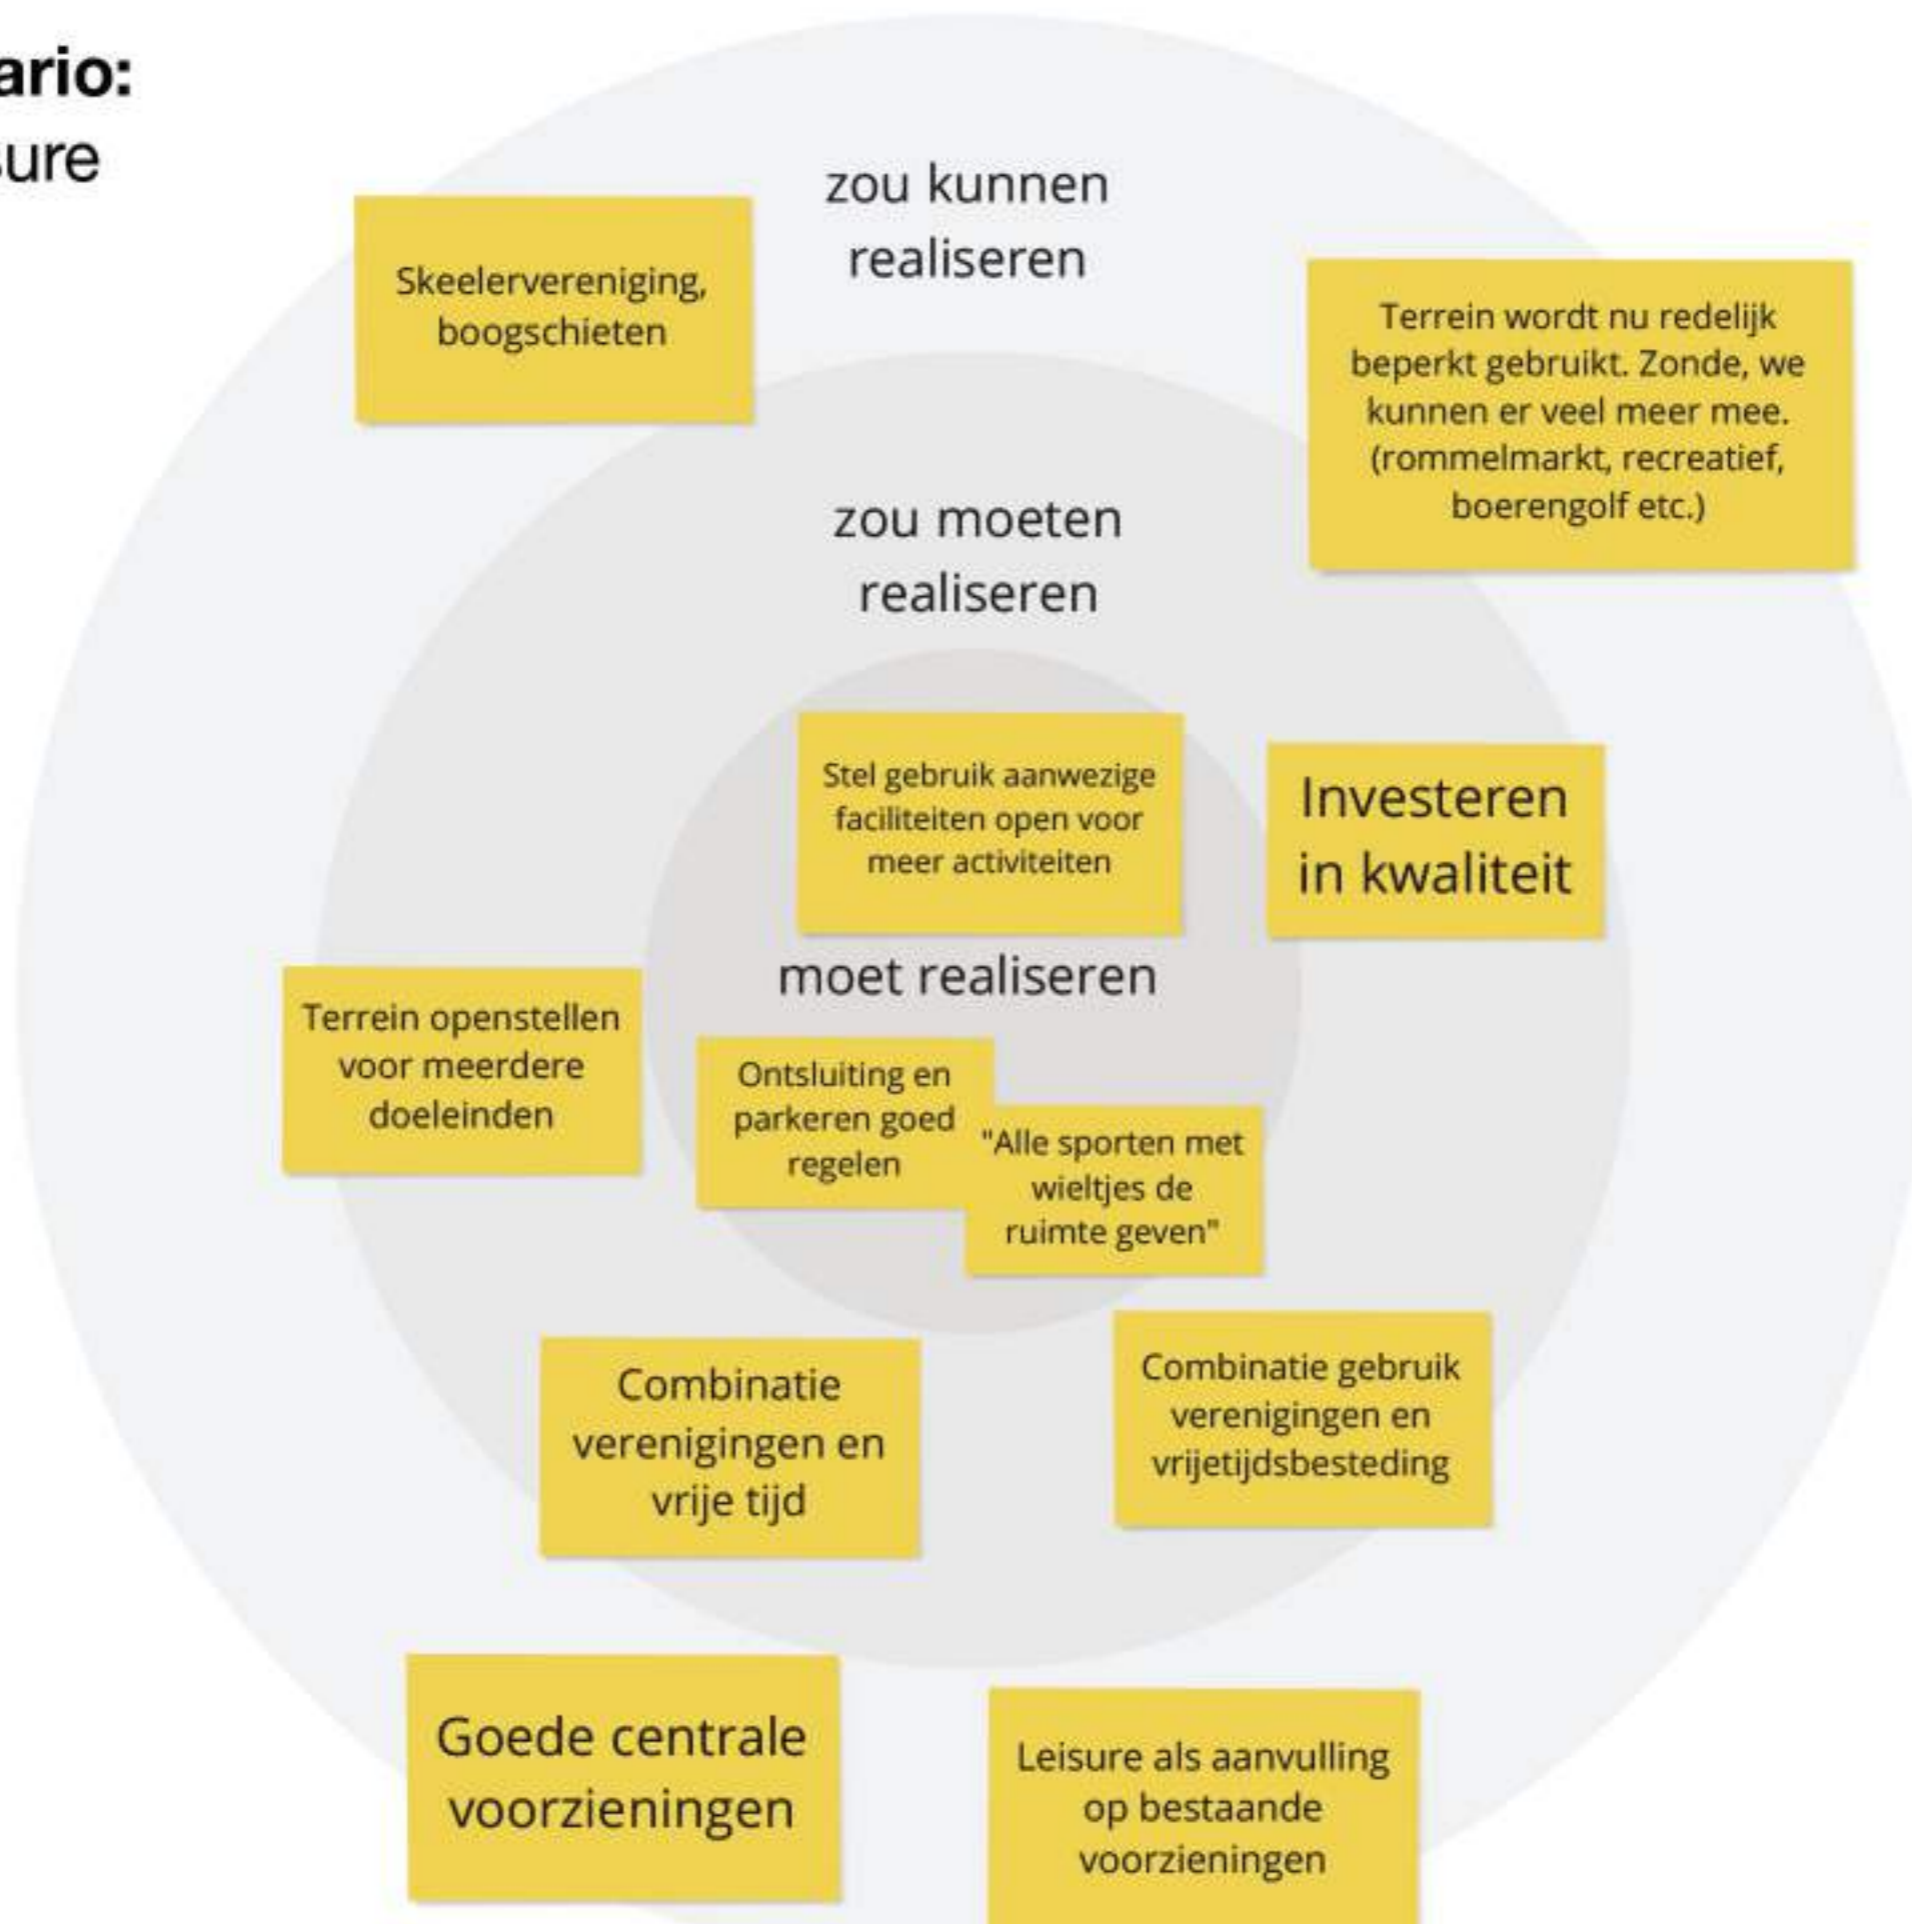 ario:
sure
zou kunnen
realiseren
Skeelervereniging,
boogschieten
Terrein wordt nu redelijk
beperkt gebruikt. Zonde, we
kunnen er veel meer mee.
(rommelmarkt, recreatief,
boerengolf etc.)
zou moeten
realiseren
Stel gebruik aanwezige
faciliteiten open voor
meer activiteiten
Investeren
in kwaliteit
moet realiseren
Terrein openstellen
voor meerdere
doeleinden
Ontsluiting en
parkeren goed
regelen
"Alle sporten met
wieltjes de
ruimte geven"
Combinatie
verenigingen en
vrije tijd
Combinatie gebruik
verenigingen en
vrijetijdsbesteding
Goede centrale
voorzieningen
Leisure als aanvulling
op bestaande
voorzieningen